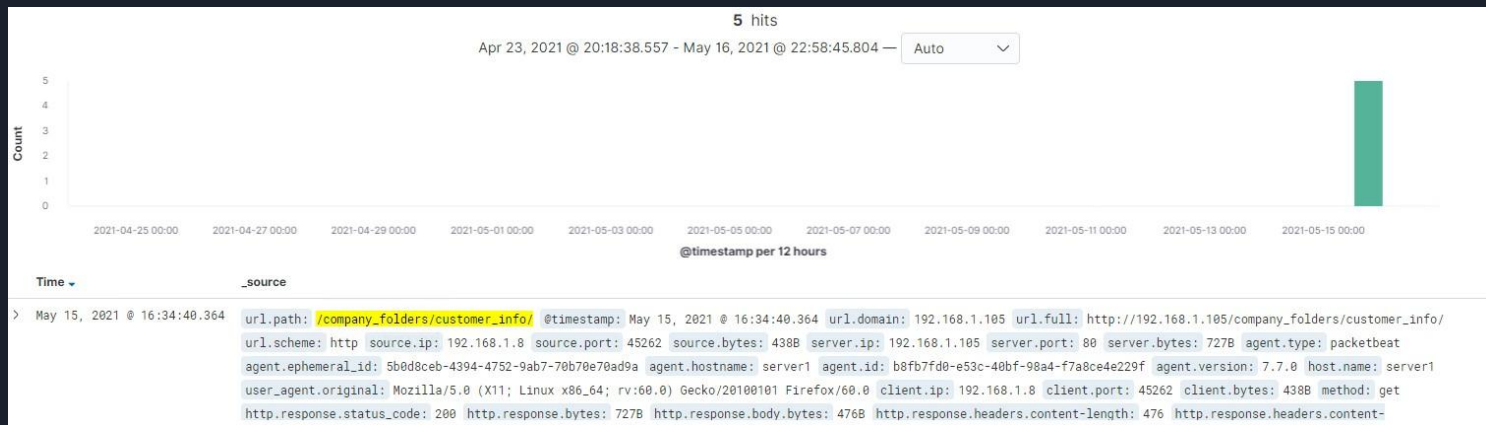 5 hits
Apr 23, 2021 @ 20:18:38.557 - May 16, 2021 @ 22:58:45.804 — Auto
5
4
3
2
1
0
Count
2021-04-25 00:00 2021-04-27 00:00 2021-04-29 00:00 2021-05-01 00:00 2021-05-03 00:00 2021-05-05 00:00 2021-05-07 00:00 2021-05-09 00:00 2021-05-11 00:00 2021-05-13 00:00 2021-05-15 00:00
@timestamp per 12 hours
Time _source
May 15, 2021 @ 16:34:40.364 url.path: /company_folders/customer_info/ @timestamp: May 15, 2021 @ 16:34:40.364 url.domain: 192.168.1.105 url.full: http://192.168.1.105/company_folders/customer_info/
url.scheme: http source.ip: 192.168.1.8 source.port: 45262 source.bytes: 438B server.ip: 192.168.1.105 server.port: 80 server.bytes: 727B agent.type: packetbeat
agent.ephemeral_id: 5b0d8ceb-4394-4752-9ab7-70b70e70ad9a agent.hostname: server1 agent.id: b8fb7fd0-e53c-40bf-98a4-f7a8ce4e229f agent.version: 7.7.0 host.name: server1
user_agent.original: Mozilla/5.0 (X11; Linux x86_64; rv:60.0) Gecko/20100101 Firefox/60.0 client.ip: 192.168.1.8 client.port: 45262 client.bytes: 438B method: get
http.response.status_code: 200 http.response.bytes: 727B http.response.body.bytes: 476B http.response.headers.content-length: 476 http.response.headers.content-